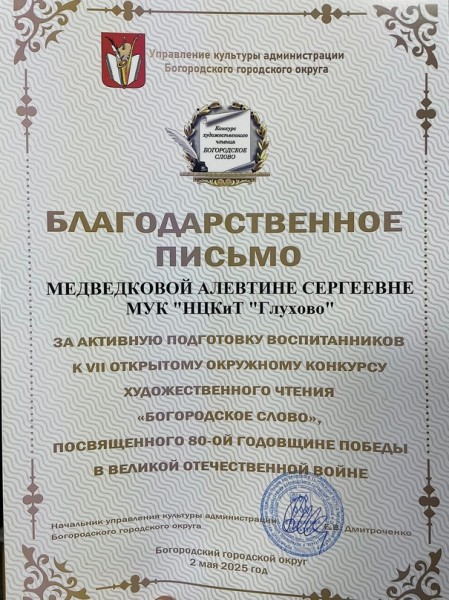 Управление культуры администрации
Богородского городского округа
Конкурс
художественного
чтения
БОГОРОДСКОЕ
СЛОВО
БЛАГОДАРСТВЕННОЕ
ПИСЬМО
МЕДВЕДКОВОЙ АЛЕВТИНЕ СЕРГЕЕВНЕ
МУК "НЦКиТ "Глухово"
ЗА АКТИВНУЮ ПОДГОТОВКУ ВОСПИТАННИКОВ
К VII ОТКРЫТОМУ ОКРУЖНОМУ КОНКУРСУ
ХУДОЖЕСТВЕННОГО ЧТЕНИЯ
«БОГОРОДСКОЕ СЛОВО»,
ПОСВЯЩЕННОГО 80-ОЙ ГОДОВЩИНЕ ПОБЕДЫ
В ВЕЛИКОЙ ОТЕЧЕСТВЕННОЙ ВОЙНЕ
Начальник управления культуры администрации Е.В. Дмитроченко
Богородского городского округа
Богородский городской округ
2 мая 2025 год